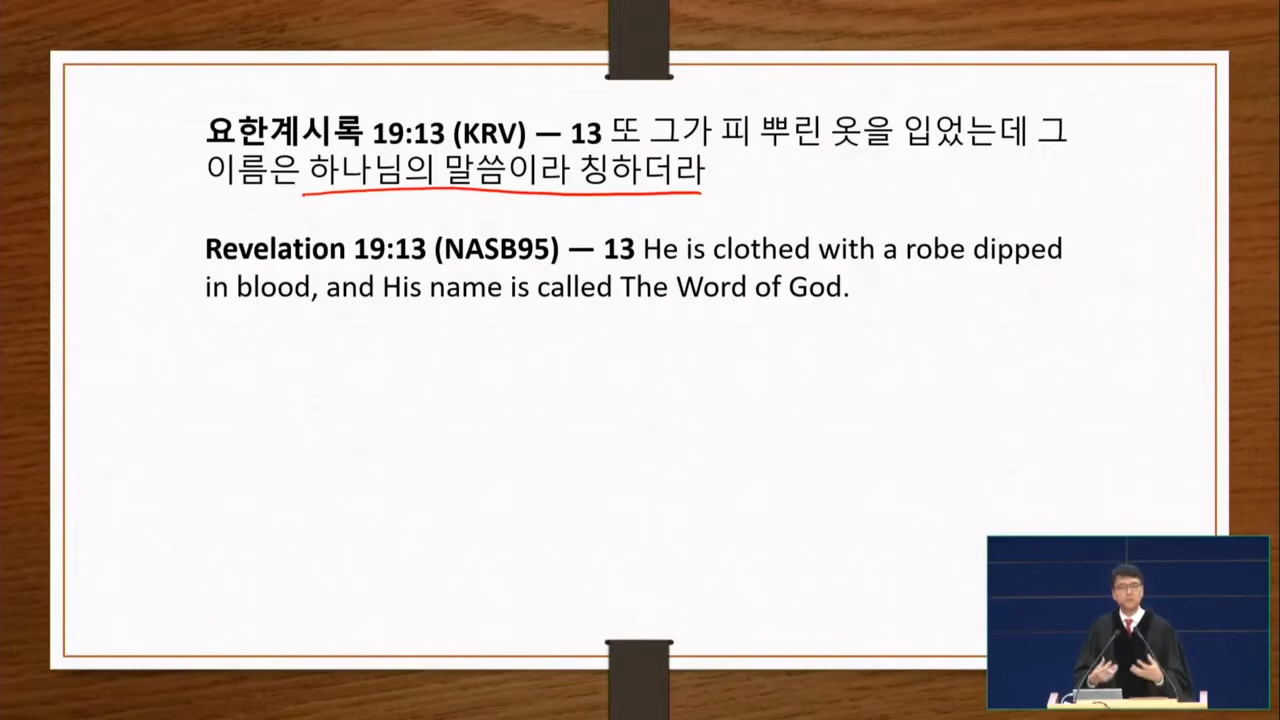 요한계시록 19:13 (KRV) — 13 또 그가 피 뿌린 옷을 입었는데 그
이름은 하나님의 말씀이라 칭하더라
Revelation 19:13 (NASB95) — 13 He is clothed with a robe dipped
in blood, and His name is called The Word of God.